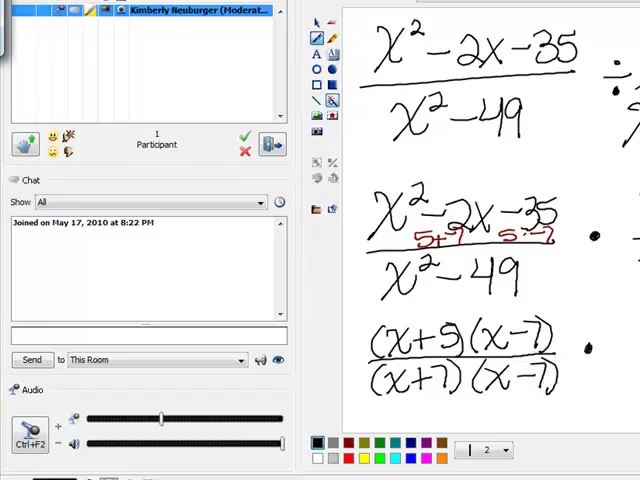 Kimberly Neuburger (Moderat...
1
Participant
Chat
Show All
Joined on May 17, 2010 at 8:22 PM
Send to This Room
Audio
Ctrl+F2
+
−
A A
x² − 2x − 35
÷
x² − 49
x² − 2x − 35
5+-7 5·-7
•
x² − 49
(x+5)(x−7)
•
(x+7)(x−7)
2